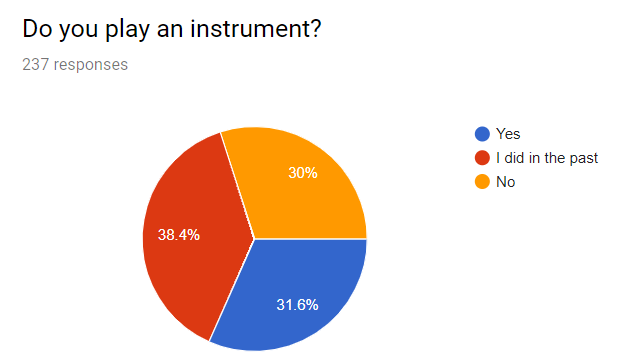 Do you play an instrument?
237 responses
Yes
I did in the past
No
30%
38.4%
31.6%